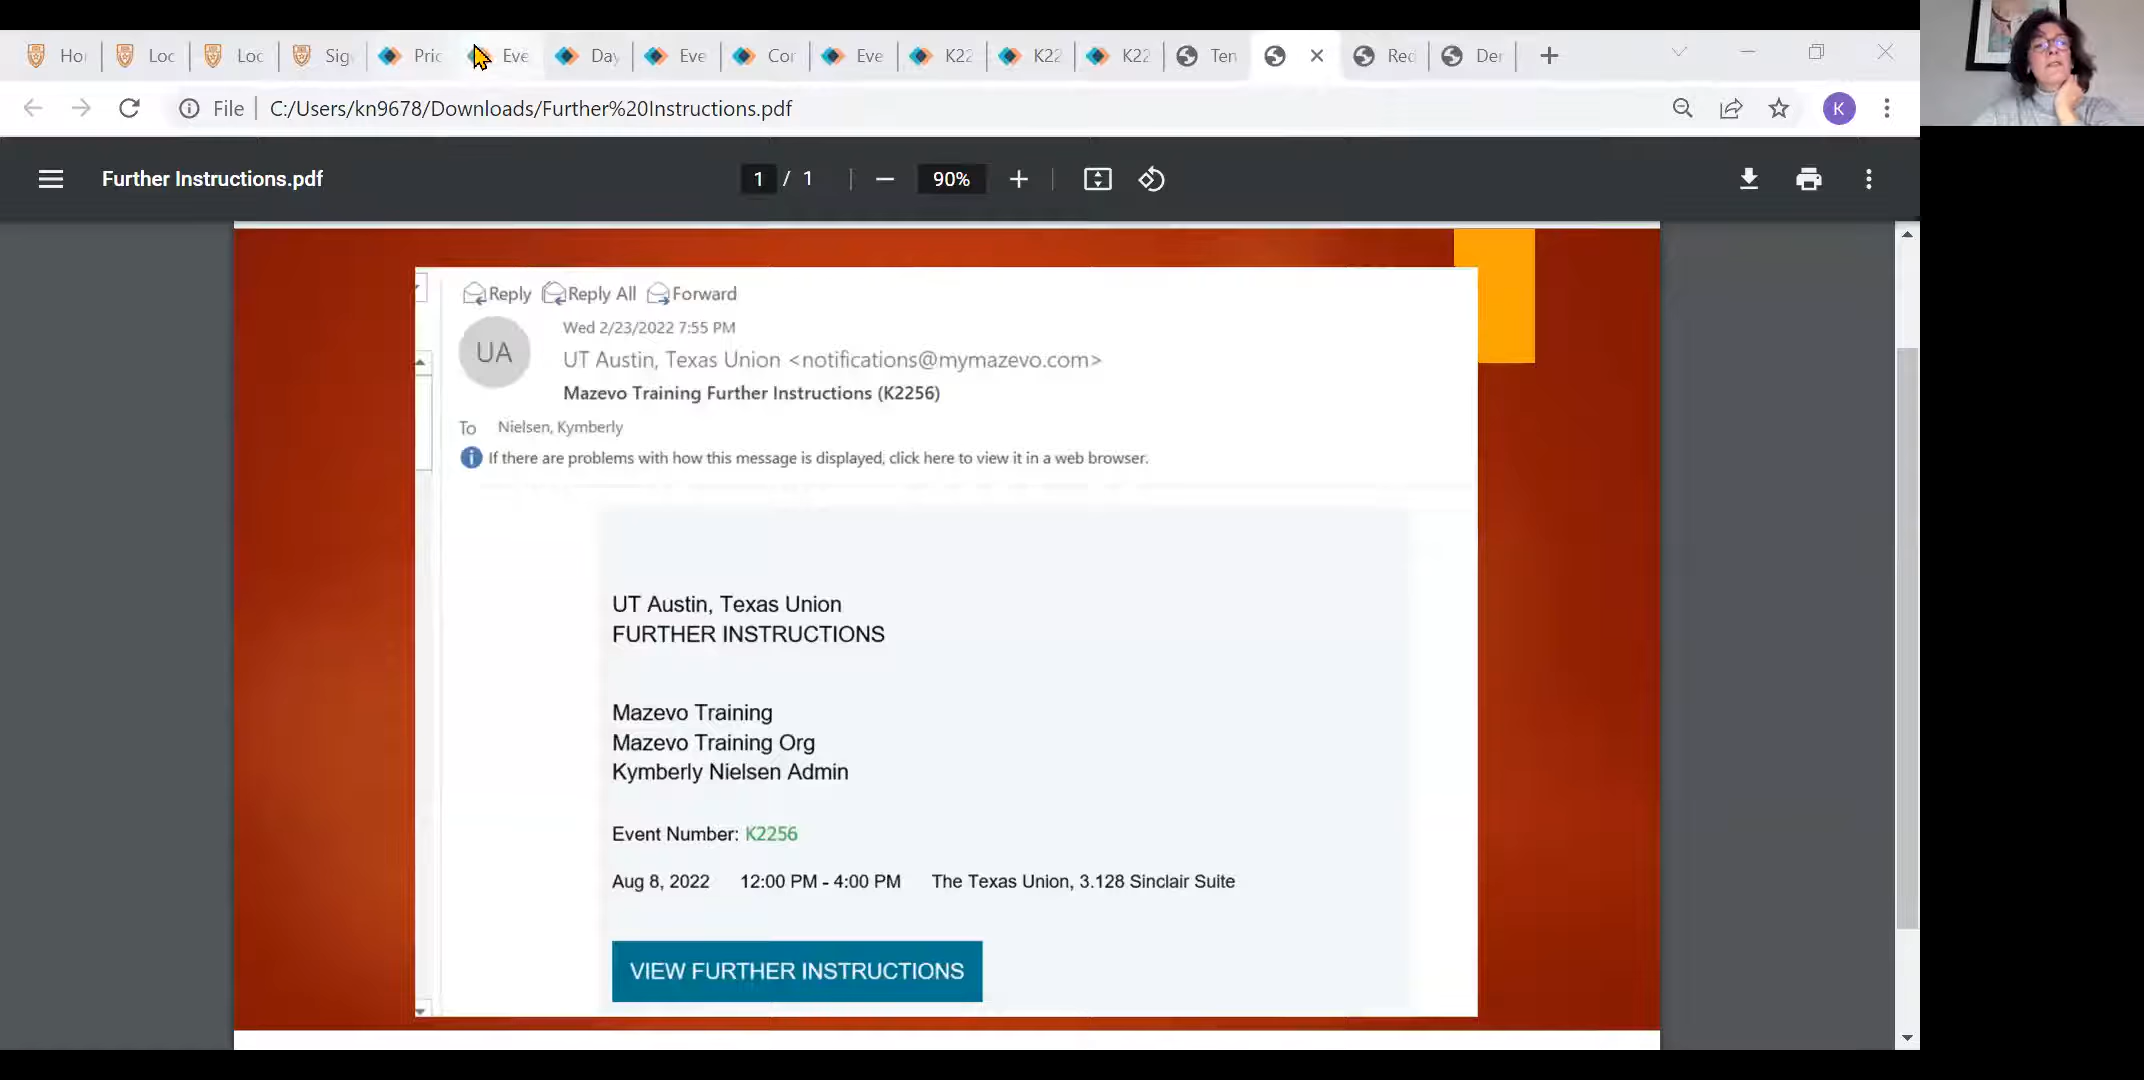 Hor Loc Loc Sig Pric Eve Day Eve Cor Eve K22 K22 K22 Ten Rec Der
File C:/Users/kn9678/Downloads/Further%20Instructions.pdf K
Further Instructions.pdf 1 / 1 90%
Reply Reply All Forward
Wed 2/23/2022 7:55 PM
UA
UT Austin, Texas Union <notifications@mymazevo.com>
Mazevo Training Further Instructions (K2256)
To Nielsen, Kymberly
If there are problems with how this message is displayed, click here to view it in a web browser.
UT Austin, Texas Union
FURTHER INSTRUCTIONS
Mazevo Training
Mazevo Training Org
Kymberly Nielsen Admin
Event Number: K2256
Aug 8, 2022 12:00 PM - 4:00 PM The Texas Union, 3.128 Sinclair Suite
VIEW FURTHER INSTRUCTIONS